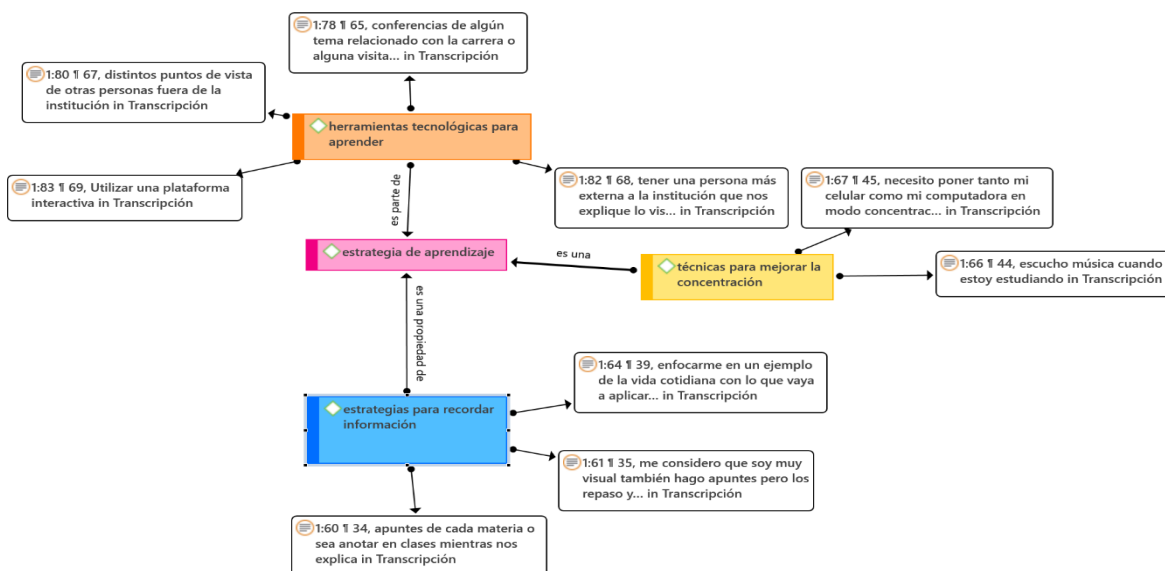 1:78 ¶ 65, conferencias de algún
tema relacionado con la carrera o
alguna visita... in Transcripción
1:80 ¶ 67, distintos puntos de vista
de otras personas fuera de la
institución in Transcripción
herramientas tecnológicas para
aprender
1:83 ¶ 69, Utilizar una plataforma
interactiva in Transcripción
1:82 ¶ 68, tener una persona más
externa a la institución que nos
explique lo vis... in Transcripción
1:67 ¶ 45, necesito poner tanto mi
celular como mi computadora en
modo concentrac... in Transcripción
es parte de
estrategia de aprendizaje
es una
técnicas para mejorar la
concentración
1:66 ¶ 44, escucho música cuando
estoy estudiando in Transcripción
es una propiedad de
1:64 ¶ 39, enfocarme en un ejemplo
de la vida cotidiana con lo que vaya
a aplicar... in Transcripción
estrategias para recordar
información
1:61 ¶ 35, me considero que soy muy
visual también hago apuntes pero los
repaso y... in Transcripción
1:60 ¶ 34, apuntes de cada materia o
sea anotar en clases mientras nos
explica in Transcripción